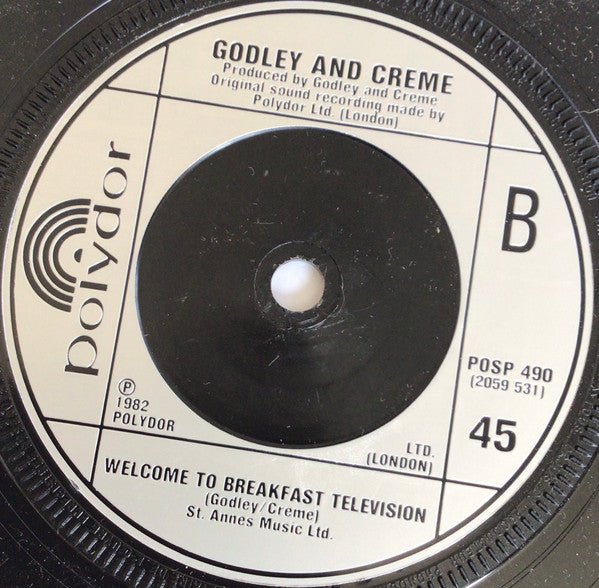 GODLEY AND CREME
Produced by Godley and Creme
Original sound recording made by
Polydor Ltd. (London)
polydor
B
POSP 490
(2059 531)
45
Ⓟ
1982
POLYDOR
LTD.
(LONDON)
WELCOME TO BREAKFAST TELEVISION
(Godley/Creme)
St. Annes Music Ltd.